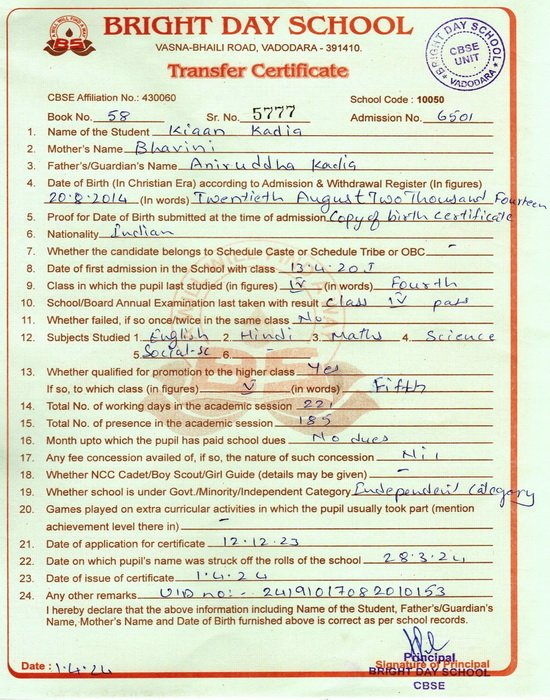 BRIGHT DAY SCHOOL
VASNA-BHAILI ROAD, VADODARA - 391410.
Transfer Certificate
BRIGHT DAY SCHOOL
CBSE
UNIT
VADODARA
CBSE Affiliation No.: 430060 School Code : 10050
Book No. 58 Sr. No. 5777 Admission No. 6501
1. Name of the Student Kiaan Kadia
2. Mother's Name Bhavini
3. Father's/Guardian's Name Aniruddha Kadia
4. Date of Birth (In Christian Era) according to Admission & Withdrawal Register (In figures)
20.8.2014 (In words) Twentieth August Two Thousand Fourteen
5. Proof for Date of Birth submitted at the time of admission Copy of birth certificate
6. Nationality Indian
7. Whether the candidate belongs to Schedule Caste or Schedule Tribe or OBC -
8. Date of first admission in the School with class 13.4.20
9. Class in which the pupil last studied (in figures) IV (in words) Fourth
10. School/Board Annual Examination last taken with result class IV pass
11. Whether failed, if so once/twice in the same class No
12. Subjects Studied 1. English 2. Hindi 3. Maths 4. Science
5. Social-sc 6. -
13. Whether qualified for promotion to the higher class Yes
If so, to which class (in figures) V (in words) Fifth
14. Total No. of working days in the academic session 221
15. Total No. of presence in the academic session 185
16. Month upto which the pupil has paid school dues No dues
17. Any fee concession availed of, if so, the nature of such concession Nil
18. Whether NCC Cadet/Boy Scout/Girl Guide (details may be given) -
19. Whether school is under Govt./Minority/Independent Category Independent category
20. Games played on extra curricular activities in which the pupil usually took part (mention
achievement level there in) -
21. Date of application for certificate 12.12.23
22. Date on which pupil's name was struck off the rolls of the school 28.3.24
23. Date of issue of certificate 1.4.24
24. Any other remarks UID no:- 24191017082010153
I hereby declare that the above information including Name of the Student, Father's/Guardian's
Name, Mother's Name and Date of Birth furnished above is correct as per school records.
Principal
Date : 1.4.24 Signature of Principal
BRIGHT DAY SCHOOL
CBSE